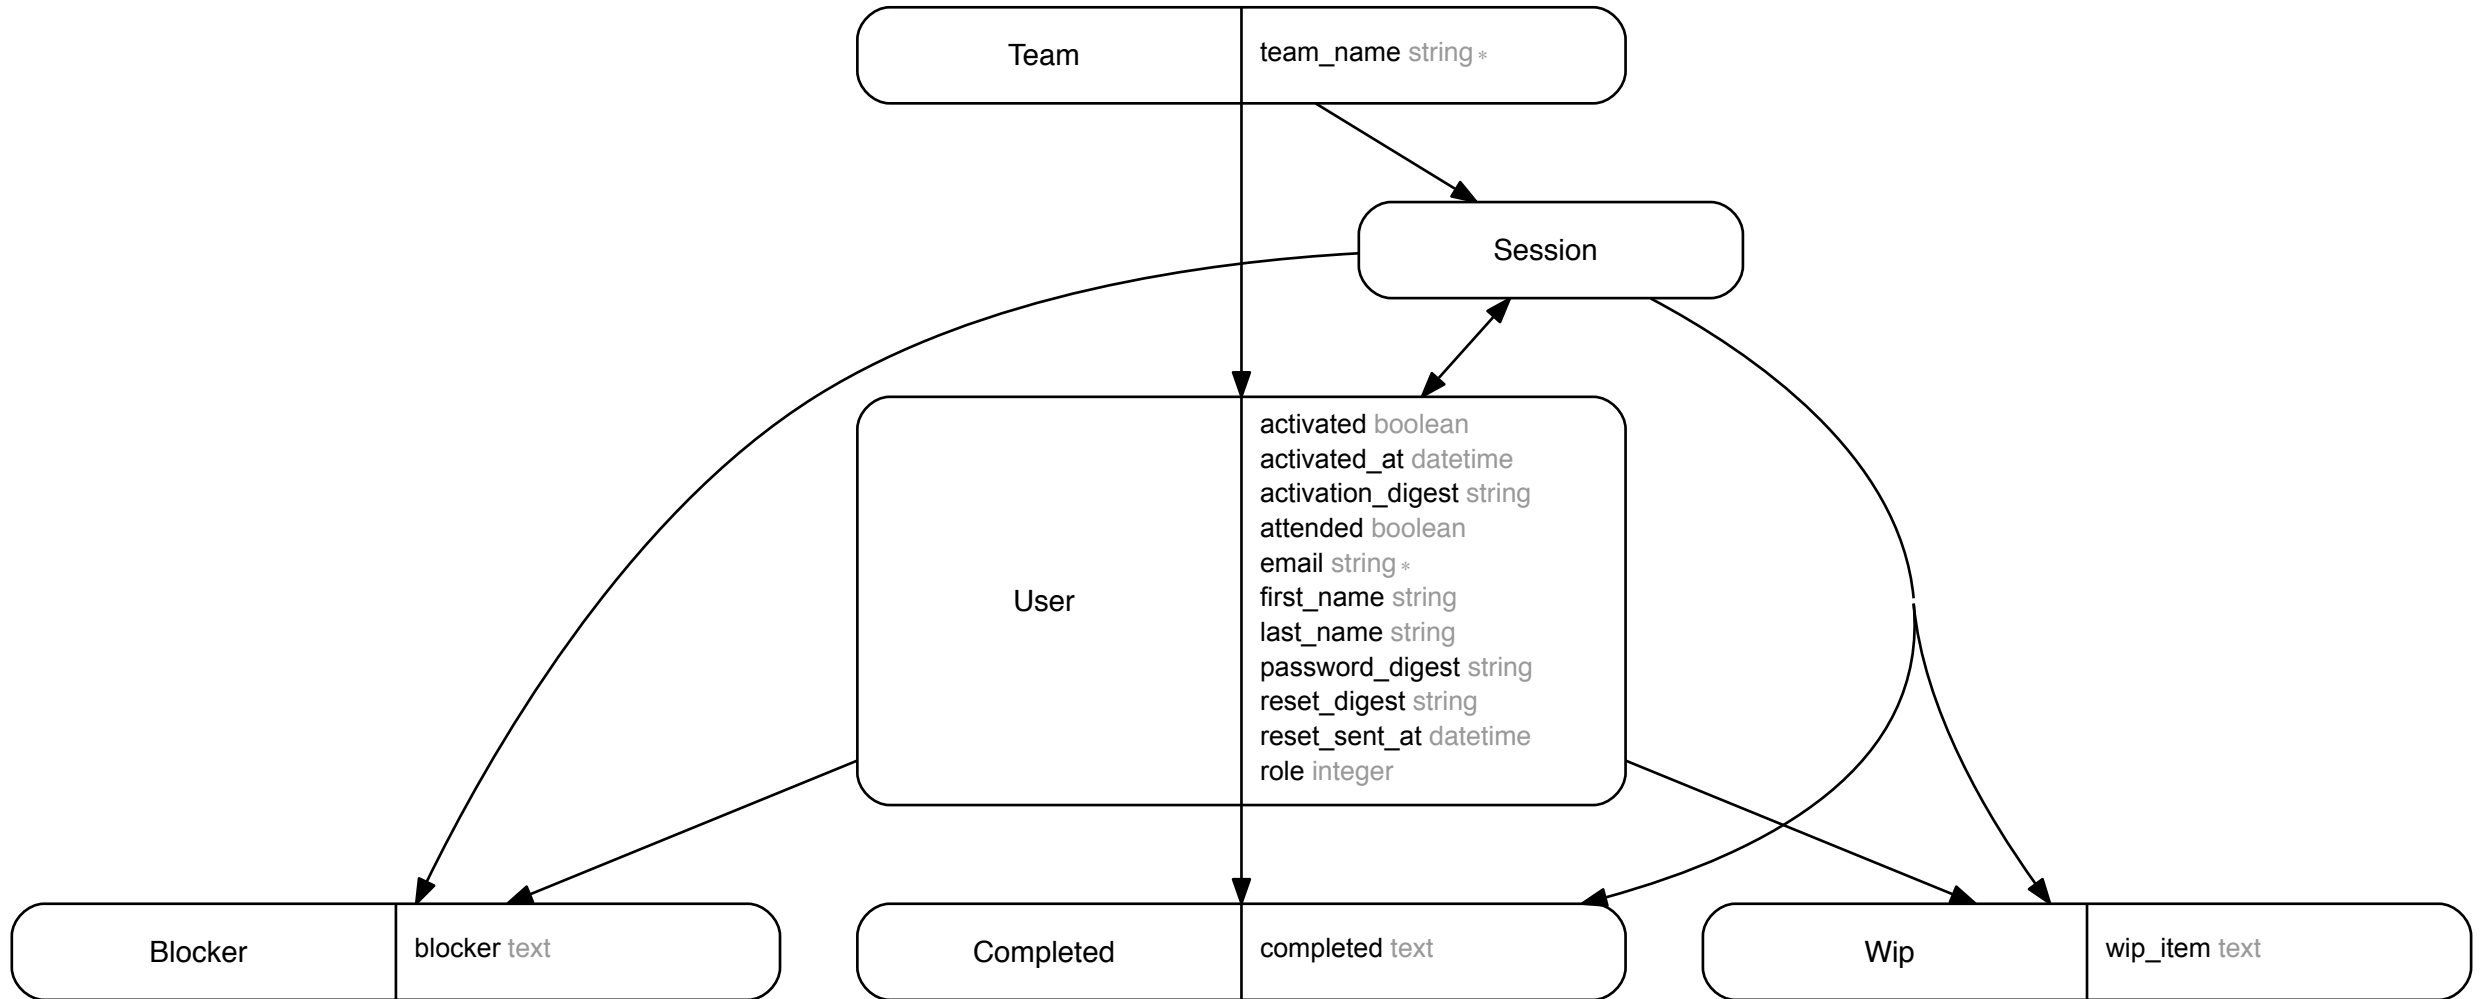 Team
team_name string *
Session
User
activated boolean
activated_at datetime
activation_digest string
attended boolean
email string *
first_name string
last_name string
password_digest string
reset_digest string
reset_sent_at datetime
role integer
Blocker
blocker text
Completed
completed text
Wip
wip_item text